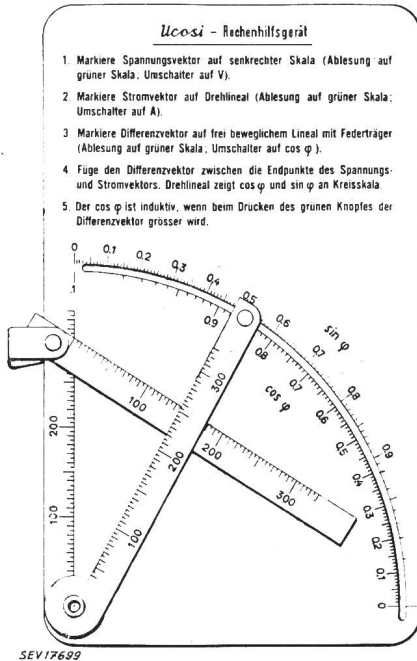 Ucosi - Rechenhilfsgerät
1. Markiere Spannungsvektor auf senkrechter Skala (Ablesung auf
grüner Skala, Umschalter auf V).
2. Markiere Stromvektor auf Drehlineal (Ablesung auf grüner Skala;
Umschalter auf A).
3 Markiere Differenzvektor auf frei beweglichem Lineal mit Federträger
(Ablesung auf grüner Skala, Umschalter auf cos φ).
4. Füge den Differenzvektor zwischen die Endpunkte des Spannungs-
und Stromvektors. Drehlineal zeigt cos φ und sin φ an Kreisskala.
5. Der cos φ ist induktiv, wenn beim Drücken des grünen Knopfes der
Differenzvektor grösser wird.
0 0,1 0,2 0,3 0,4 0,5 0,6 0,7 0,8 0,9
sin φ
1 0,9 0,8 0,7 0,6 0,5 0,4 0,3 0,2 0,1 0
cos φ
100 200 300
100 200 300
200
100
SEV 17699